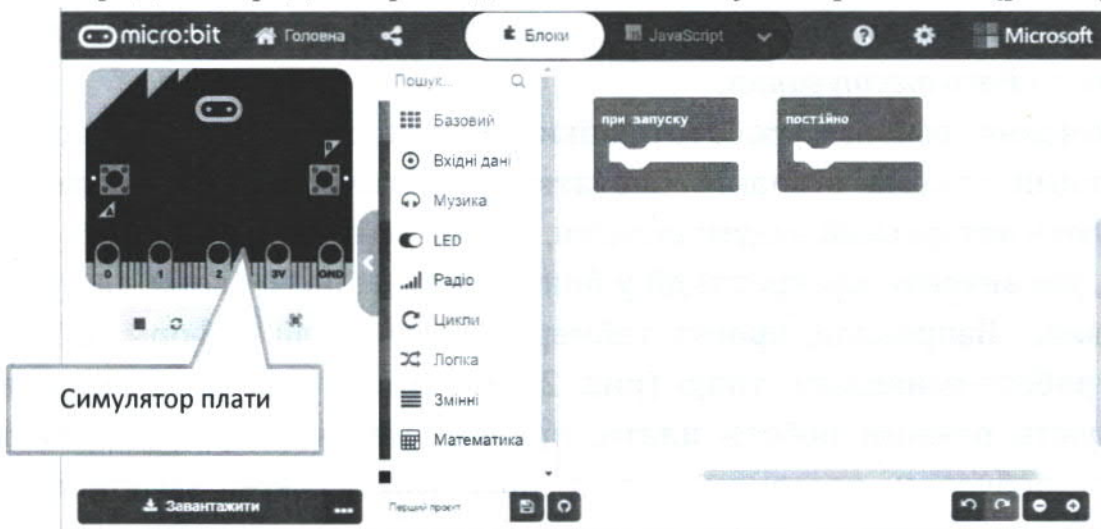 micro:bit Головна Блоки JavaScript ? Microsoft
Пошук...
Базовий
Вхідні дані
Музика
LED
Радіо
Цикли
Логіка
Змінні
Математика
при запуску
постійно
A
B
0 1 2 3V GND
Симулятор плати
Завантажити ...
Перший проєкт